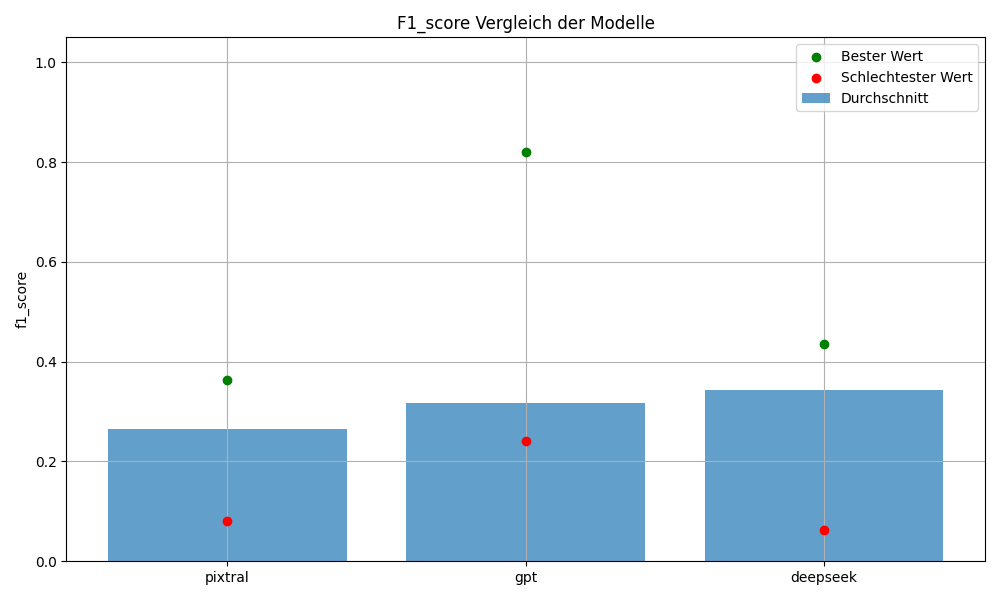 F1_score Vergleich der Modelle
Bester Wert
Schlechtester Wert
Durchschnitt
f1_score
1.0
0.8
0.6
0.4
0.2
0.0
pixtral
gpt
deepseek